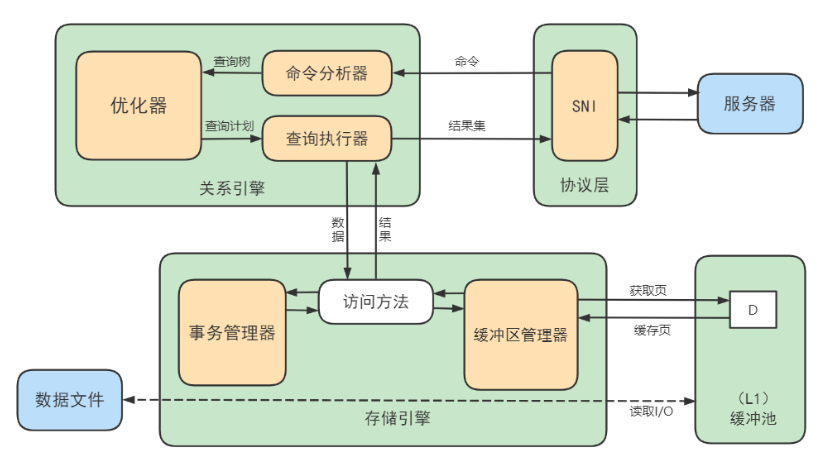 查询树
命令分析器
命令
优化器
SNI
服务器
查询计划
查询执行器
结果集
关系引擎
协议层
数
据
结
果
获取页
访问方法
D
事务管理器
缓冲区管理器
缓存页
数据文件
(L1)
读取I/O
缓冲池
存储引擎